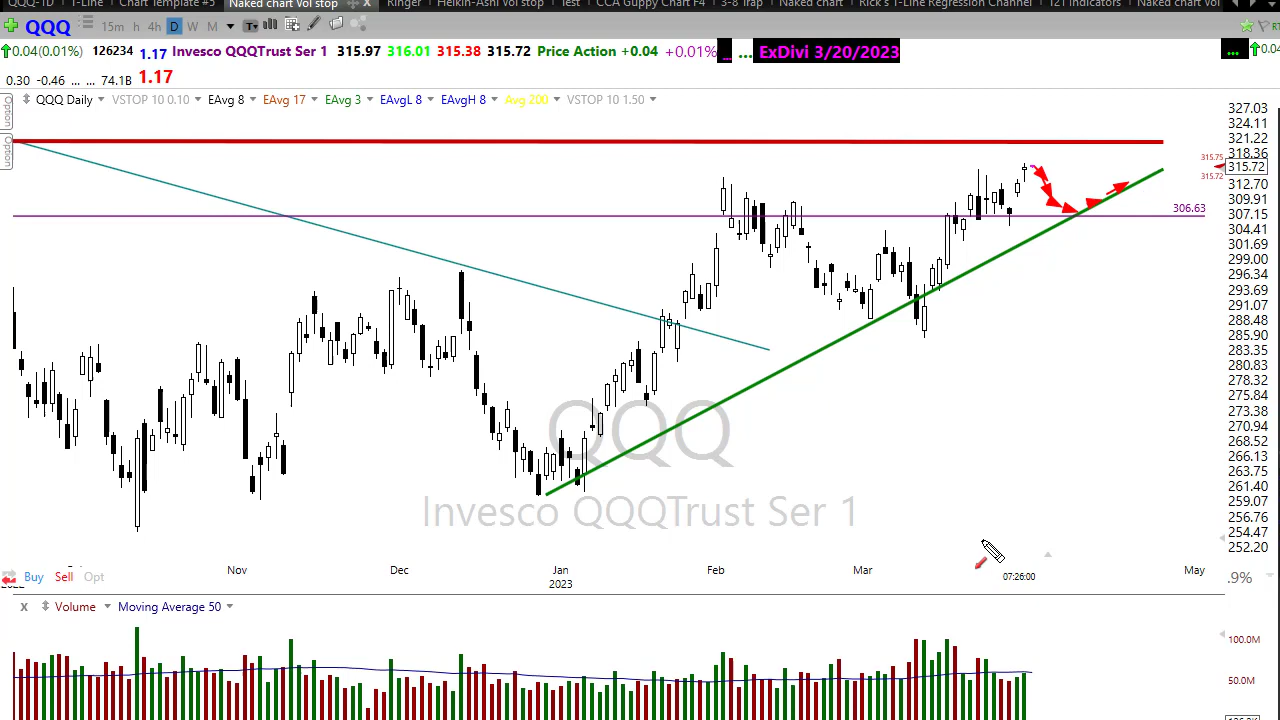 QQQ-1D T-Line Chart Template #5 Naked chart Vol stop X Ringer Heikin-Ashi Vol stop Test CCA Guppy Chart F4 3-8 Trap Naked chart Rick's T-Line Regression Channel T21 Indicators Naked chart Vol
QQQ 15m h 4h D W M
0.04(0.01%) 126234 1.17 Invesco QQQTrust Ser 1 315.97 316.01 315.38 315.72 Price Action +0.04 +0.01% ... ExDivi 3/20/2023 ...
0.30 -0.46 ... ... 74.1B 1.17
QQQ Daily VSTOP 10 0.10 EAvg 8 EAvg 17 EAvg 3 EAvgL 8 EAvgH 8 Avg 200 VSTOP 10 1.50
Option
Option
327.03
324.11
321.22
318.36
315.75
315.72
315.72
312.70
309.91
306.63
307.15
304.41
301.69
299.00
296.34
293.69
291.07
288.48
285.90
283.35
280.83
278.32
275.84
273.38
270.94
268.52
266.13
263.75
261.40
259.07
256.76
254.47
252.20
QQQ
Invesco QQQTrust Ser 1
Nov Dec Jan Feb Mar May
2023
07:26:00
Buy Sell Opt
.9%
X Volume Moving Average 50
100.0M
50.0M